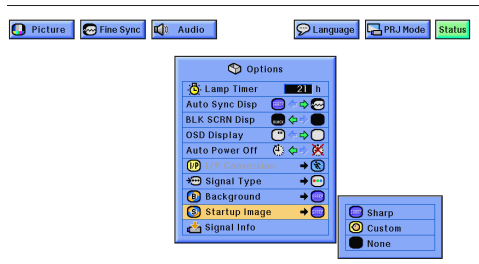 Picture Fine Sync Audio Language PRJ Mode Status
Options
Lamp Timer 21 h
Auto Sync Disp
BLK SCRN Disp
OSD Display
Auto Power Off
I/P
Signal Type
B Background
S Startup Image
Signal Info
Sharp
Custom
None